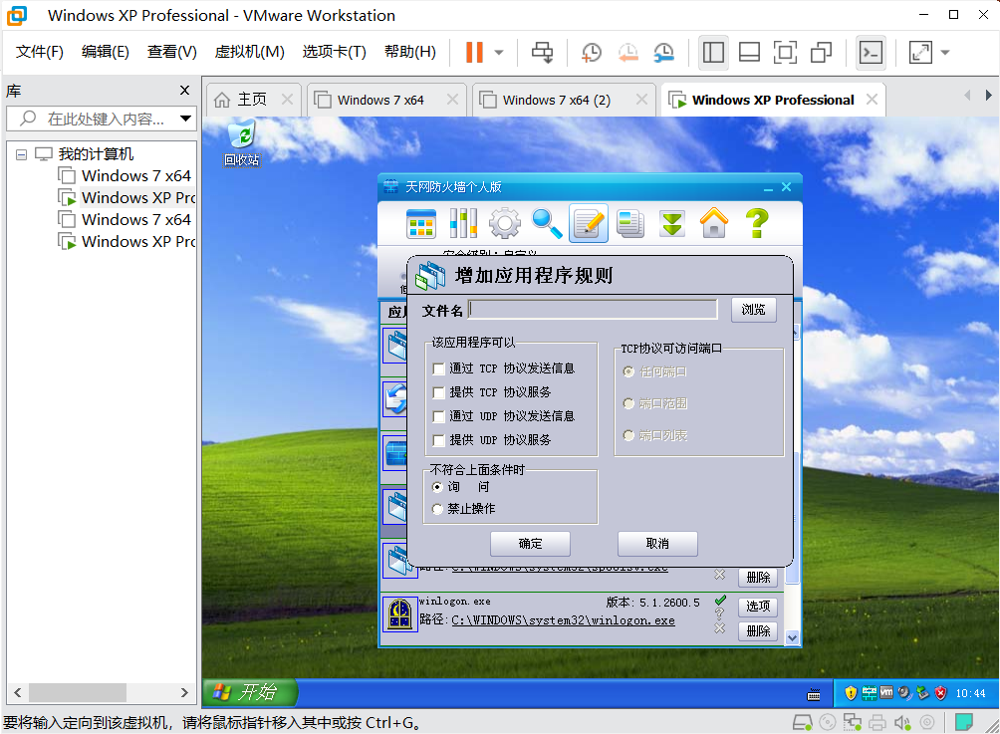 Windows XP Professional - VMware Workstation
文件(F) 编辑(E) 查看(V) 虚拟机(M) 选项卡(T) 帮助(H)
库
在此处键入内容...
我的计算机
Windows 7 x64
Windows XP Prc
Windows 7 x64
Windows XP Prc
主页
Windows 7 x64
Windows 7 x64 (2)
Windows XP Professional
回收站
天网防火墙个人版
增加应用程序规则
文件名
浏览
该应用程序可以
通过 TCP 协议发送信息
提供 TCP 协议服务
通过 UDP 协议发送信息
提供 UDP 协议服务
TCP协议可访问端口
任何端口
端口范围
端口列表
不符合上面条件时
询 问
禁止操作
确定
取消
路径: C:\WINDOWS\system32\spoolsv.exe
删除
winlogon.exe
版本: 5.1.2600.5
选项
路径: C:\WINDOWS\system32\winlogon.exe
删除
开始
10:44
要将输入定向到该虚拟机，请将鼠标指针移入其中或按 Ctrl+G。